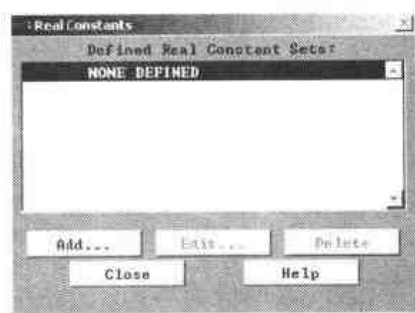 Real Constants
Defined Real Constant Sets:
NONE DEFINED
Add...
Edit...
Delete
Close
Help